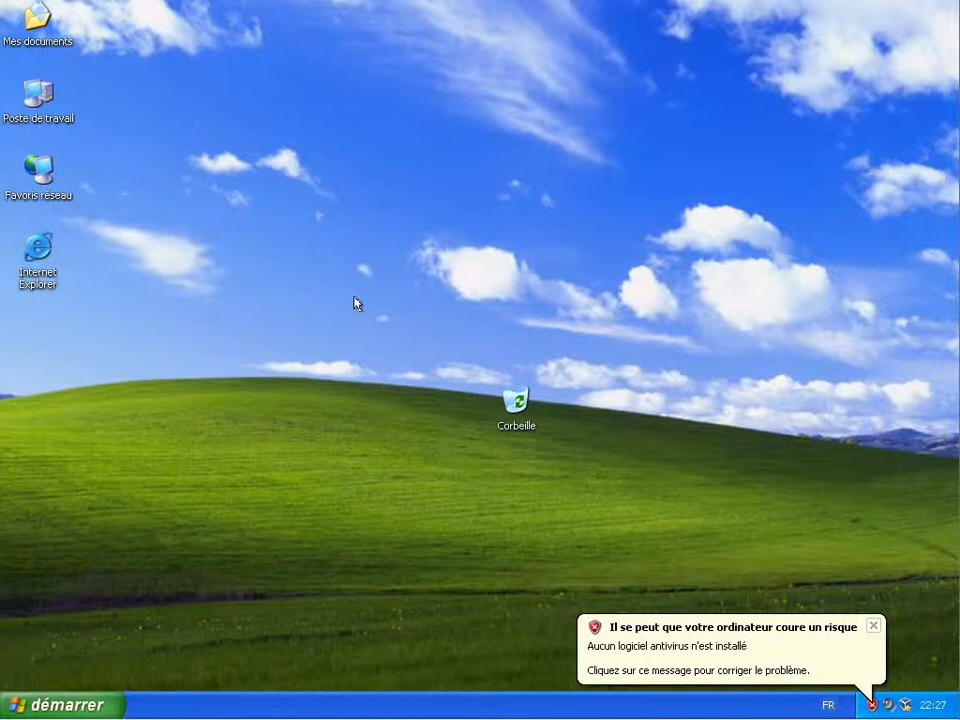 Mes documents
Poste de travail
Favoris réseau
Internet
Explorer
Corbeille
Il se peut que votre ordinateur coure un risque
Aucun logiciel antivirus n'est installé
Cliquez sur ce message pour corriger le problème.
démarrer
FR
22:27